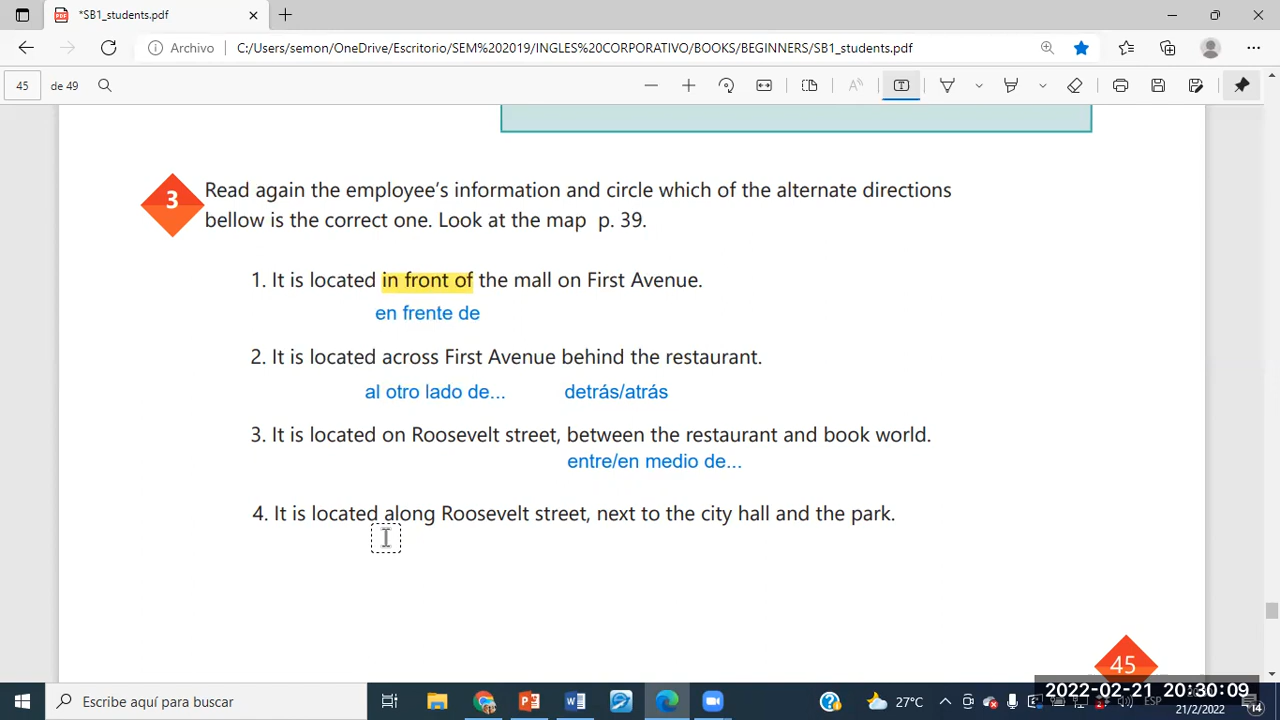 *SB1_students.pdf
Archivo
C:/Users/semon/OneDrive/Escritorio/SEM%202019/INGLES%20CORPORATIVO/BOOKS/BEGINNERS/SB1_students.pdf
45 de 49
3
Read again the employee's information and circle which of the alternate directions
bellow is the correct one. Look at the map p. 39.
1. It is located in front of the mall on First Avenue.
en frente de
2. It is located across First Avenue behind the restaurant.
al otro lado de... detrás/atrás
3. It is located on Roosevelt street, between the restaurant and book world.
entre/en medio de...
4. It is located along Roosevelt street, next to the city hall and the park.
45
2022-02-21 20:30:09
Escribe aquí para buscar
27°C
ESP
21/2/2022
14